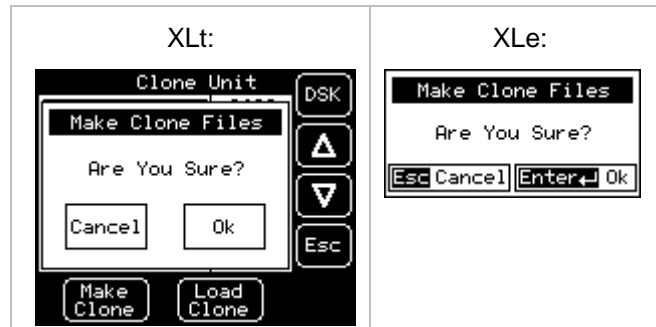 XLt:
Clone Unit
DSK
Make Clone Files
Are You Sure?
Cancel Ok
Esc
Make Clone
Load Clone
XLe:
Make Clone Files
Are You Sure?
Esc Cancel Enter↵ Ok